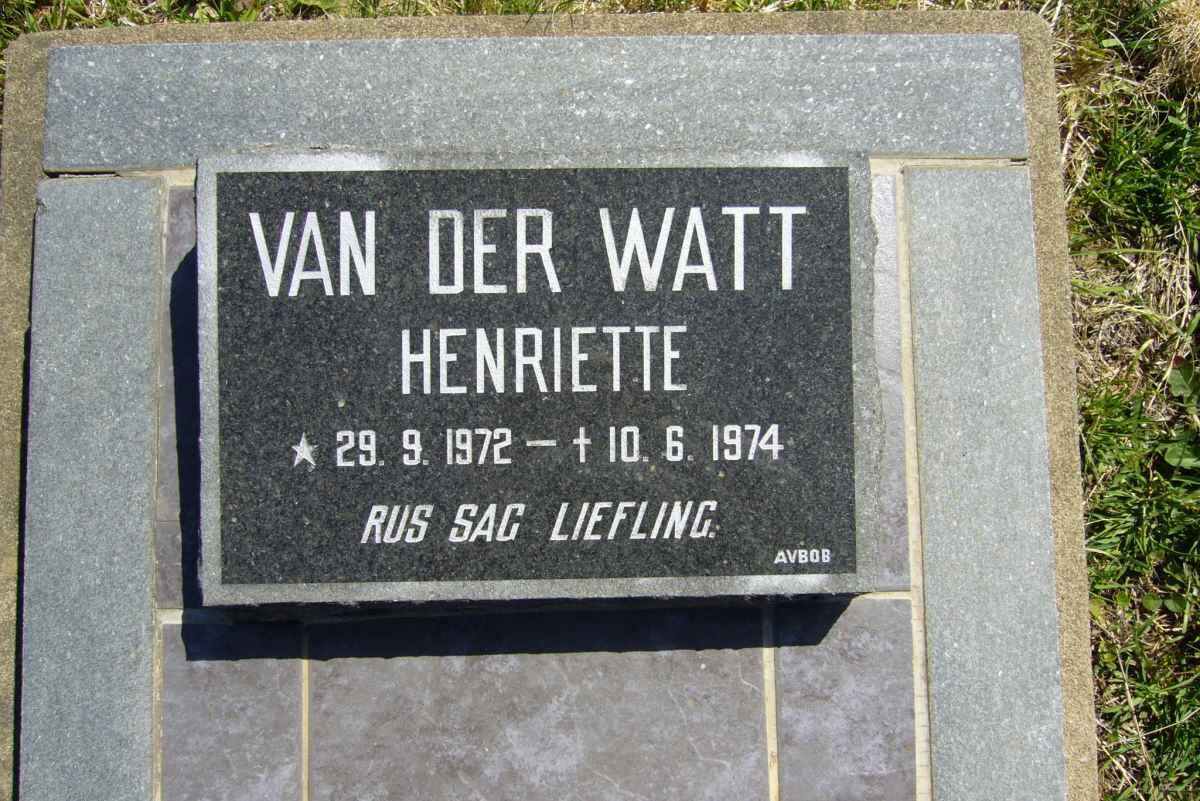 VAN DER WATT
HENRIETTE
★ 29. 9. 1972 – † 10. 6. 1974
RUS SAG LIEFLING.
AVBOB